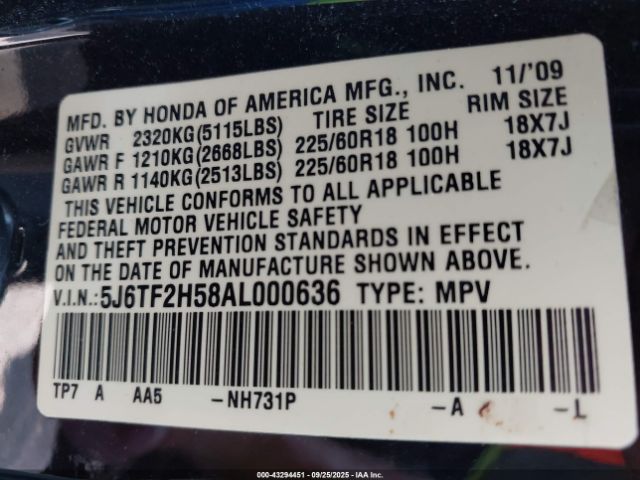 MFD. BY HONDA OF AMERICA MFG., INC. 11/'09
GVWR 2320KG(5115LBS) TIRE SIZE RIM SIZE
GAWR F 1210KG(2668LBS) 225/60R18 100H 18X7J
GAWR R 1140KG(2513LBS) 225/60R18 100H 18X7J
THIS VEHICLE CONFORMS TO ALL APPLICABLE
FEDERAL MOTOR VEHICLE SAFETY
AND THEFT PREVENTION STANDARDS IN EFFECT
ON THE DATE OF MANUFACTURE SHOWN ABOVE.
V.I.N.:5J6TF2H58AL000636 TYPE: MPV
TP7 A AA5 -NH731P -A -L
000-43294451 09/25/2025 IAA Inc.